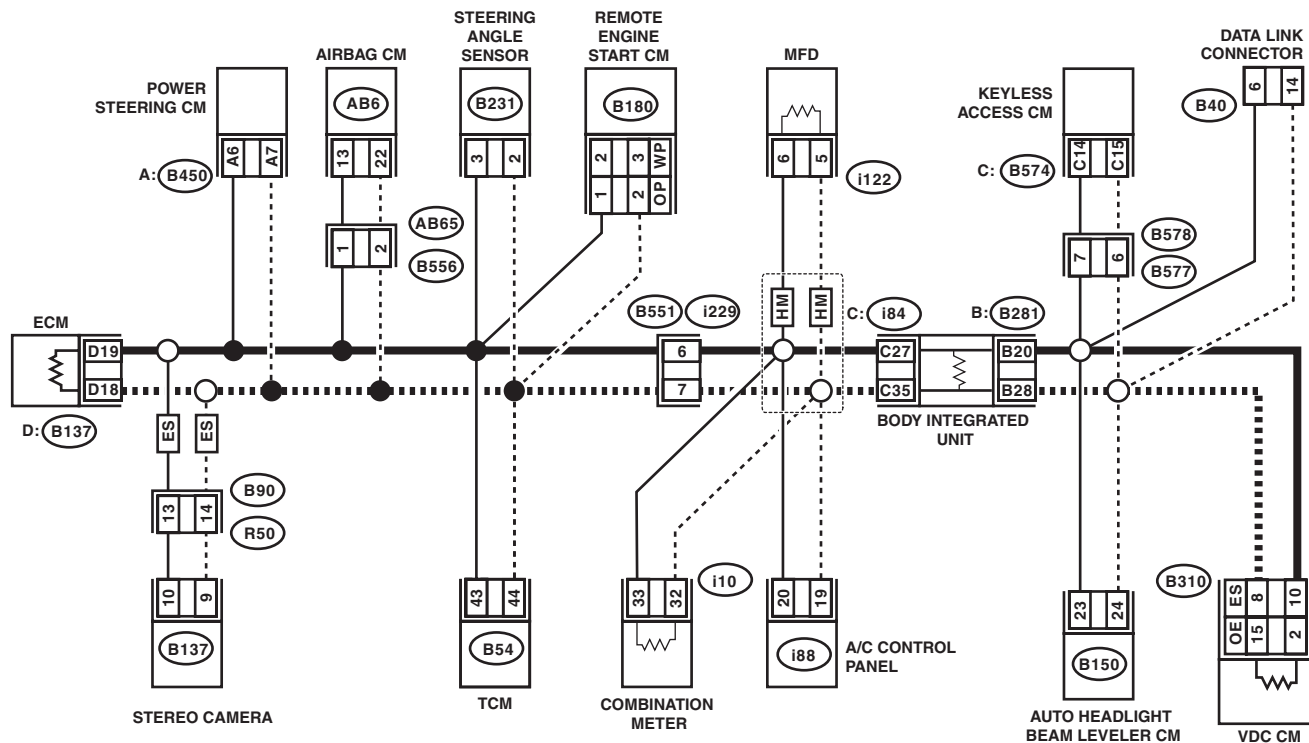 STEERING
ANGLE
SENSOR
REMOTE
ENGINE
START CM
DATA LINK
CONNECTOR
AIRBAG CM
MFD
POWER
STEERING CM
KEYLESS
ACCESS CM
AB6
B231
B180
6
14
B40
A6
A7
A: B450
13
22
3
2
2
3
WP
1
2
OP
6
5
i122
C14
C15
C: B574
AB65
B556
1
2
7
6
B578
B577
HM
HM
B551
i229
C: i84
B: B281
ECM
D19
D18
D: B137
6
7
C27
C35
B20
B28
BODY INTEGRATED
UNIT
ES
ES
13
14
B90
R50
10
9
B137
STEREO CAMERA
43
44
B54
TCM
33
32
i10
COMBINATION
METER
20
19
i88
A/C CONTROL
PANEL
23
24
B150
AUTO HEADLIGHT
BEAM LEVELER CM
B310
ES
8
10
OE
15
2
VDC CM